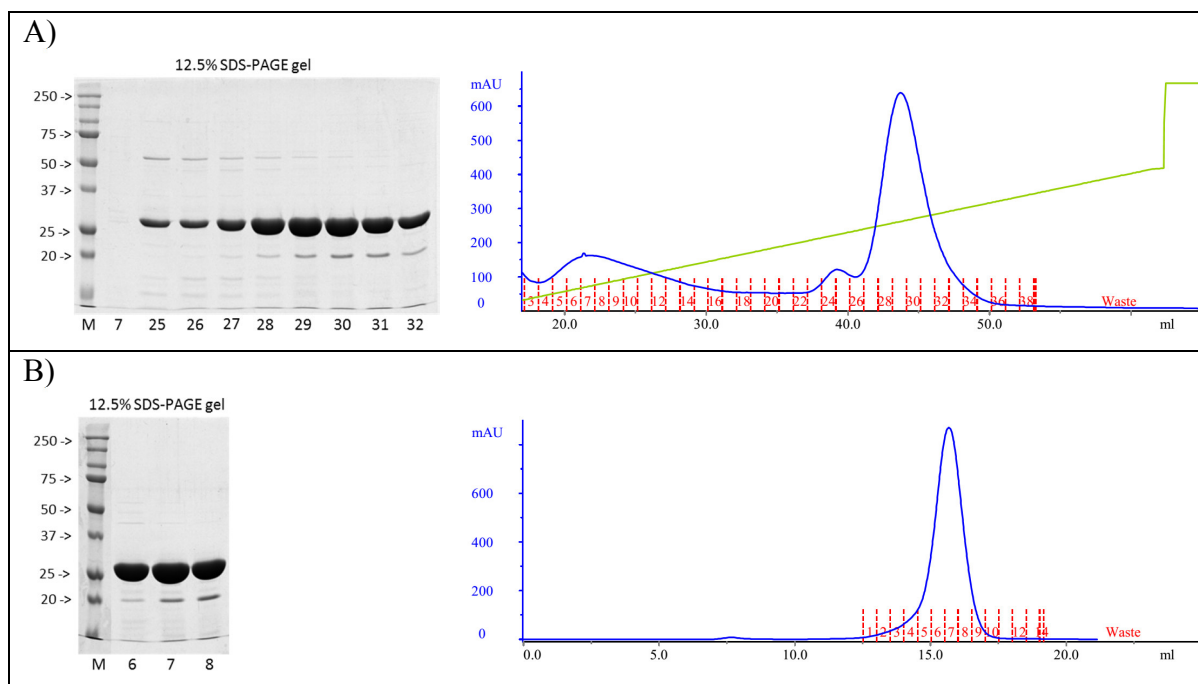 A)
12.5% SDS-PAGE gel
250 ->
75 ->
50 ->
37 ->
25 ->
20 ->
M 7 25 26 27 28 29 30 31 32
mAU
600
500
400
300
200
100
0
3 4 5 6 7 8 9 10 12 14 16 18 20 22 24 26 28 30 32 34 36 38 Waste
20.0 30.0 40.0 50.0 ml
B)
12.5% SDS-PAGE gel
250 ->
75 ->
50 ->
37 ->
25 ->
20 ->
M 6 7 8
mAU
600
400
200
0
1 2 3 4 5 6 7 8 9 10 12 14 Waste
0.0 5.0 10.0 15.0 20.0 ml